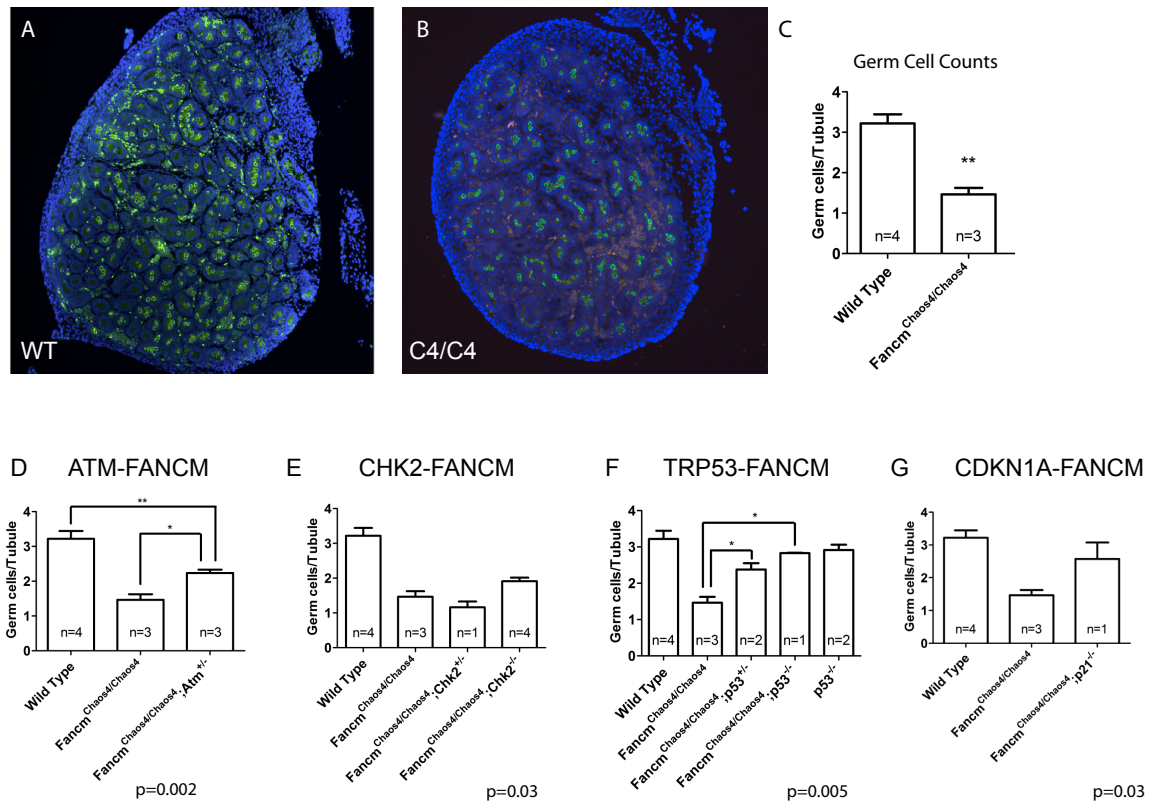 A
WT
B
C4/C4
C
Germ Cell Counts
Germ cells/Tubule
4
3
2
1
0
**
n=4
n=3
Wild Type
Fancm^Chaos4/Chaos4
D
ATM-FANCM
Germ cells/Tubule
4
3
2
1
0
**
*
n=4
n=3
n=3
Wild Type
Fancm^Chaos4/Chaos4
Fancm^Chaos4/Chaos4;Atm^+/-
p=0.002
E
CHK2-FANCM
Germ cells/Tubule
4
3
2
1
0
n=4
n=3
n=1
n=4
Wild Type
Fancm^Chaos4/Chaos4
Fancm^Chaos4/Chaos4;Chk2^+/-
Fancm^Chaos4/Chaos4;Chk2^-/-
p=0.03
F
TRP53-FANCM
Germ cells/Tubule
4
3
2
1
0
*
*
n=4
n=3
n=2
n=1
n=2
Wild Type
Fancm^Chaos4/Chaos4
Fancm^Chaos4/Chaos4;p53^+/-
Fancm^Chaos4/Chaos4;p53^-/-
p53^-/-
p=0.005
G
CDKN1A-FANCM
Germ cells/Tubule
4
3
2
1
0
n=4
n=3
n=1
Wild Type
Fancm^Chaos4/Chaos4
Fancm^Chaos4/Chaos4;p21^-/-
p=0.03